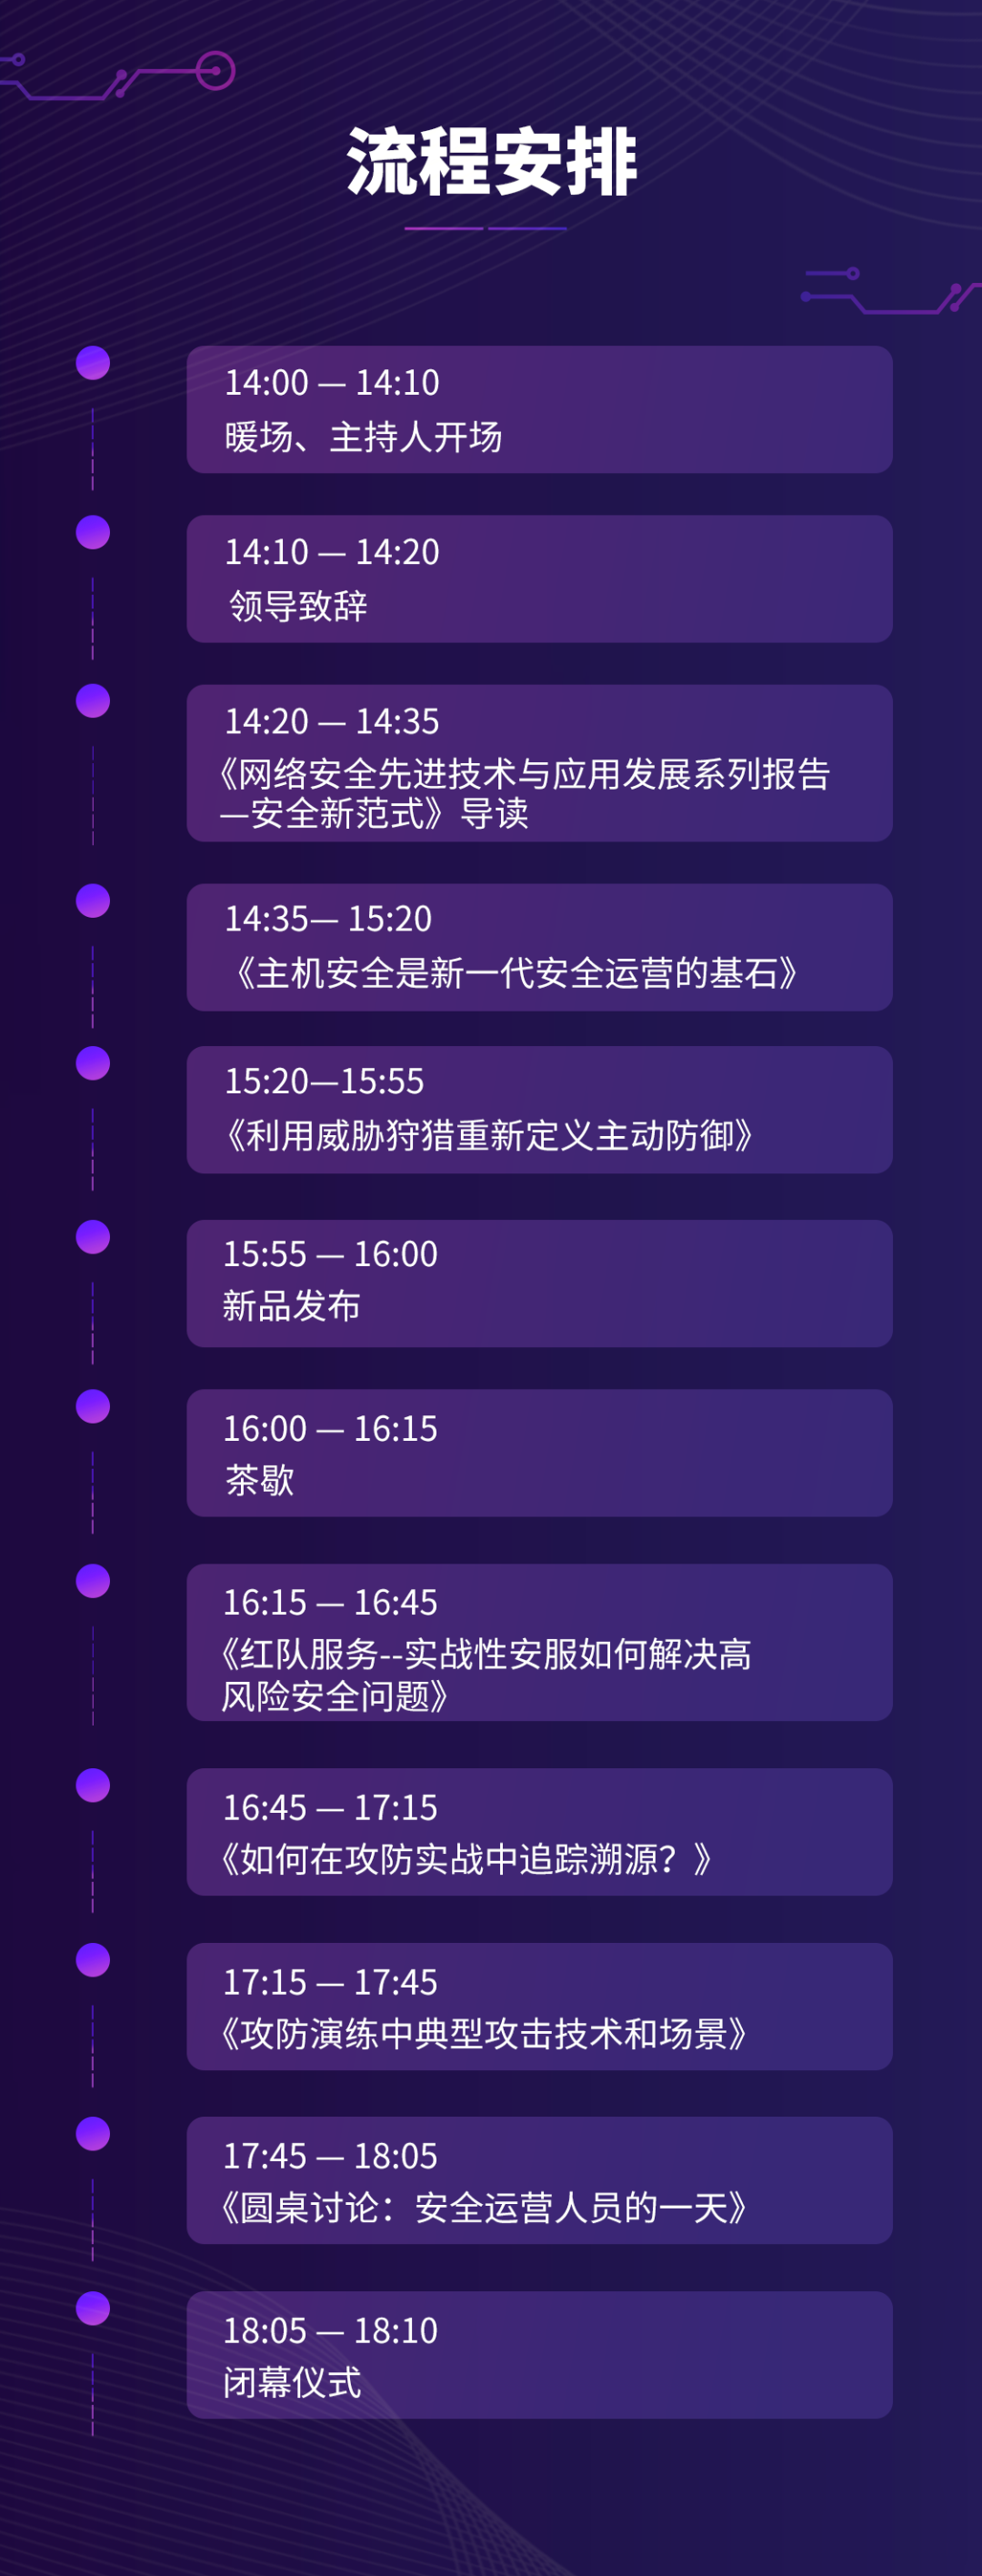 流程安排
14:00 — 14:10
暖场、主持人开场
14:10 — 14:20
领导致辞
14:20 — 14:35
《网络安全先进技术与应用发展系列报告
—安全新范式》导读
14:35— 15:20
《主机安全是新一代安全运营的基石》
15:20—15:55
《利用威胁狩猎重新定义主动防御》
15:55 — 16:00
新品发布
16:00 — 16:15
茶歇
16:15 — 16:45
《红队服务--实战性安服如何解决高
风险安全问题》
16:45 — 17:15
《如何在攻防实战中追踪溯源？》
17:15 — 17:45
《攻防演练中典型攻击技术和场景》
17:45 — 18:05
《圆桌讨论：安全运营人员的一天》
18:05 — 18:10
闭幕仪式